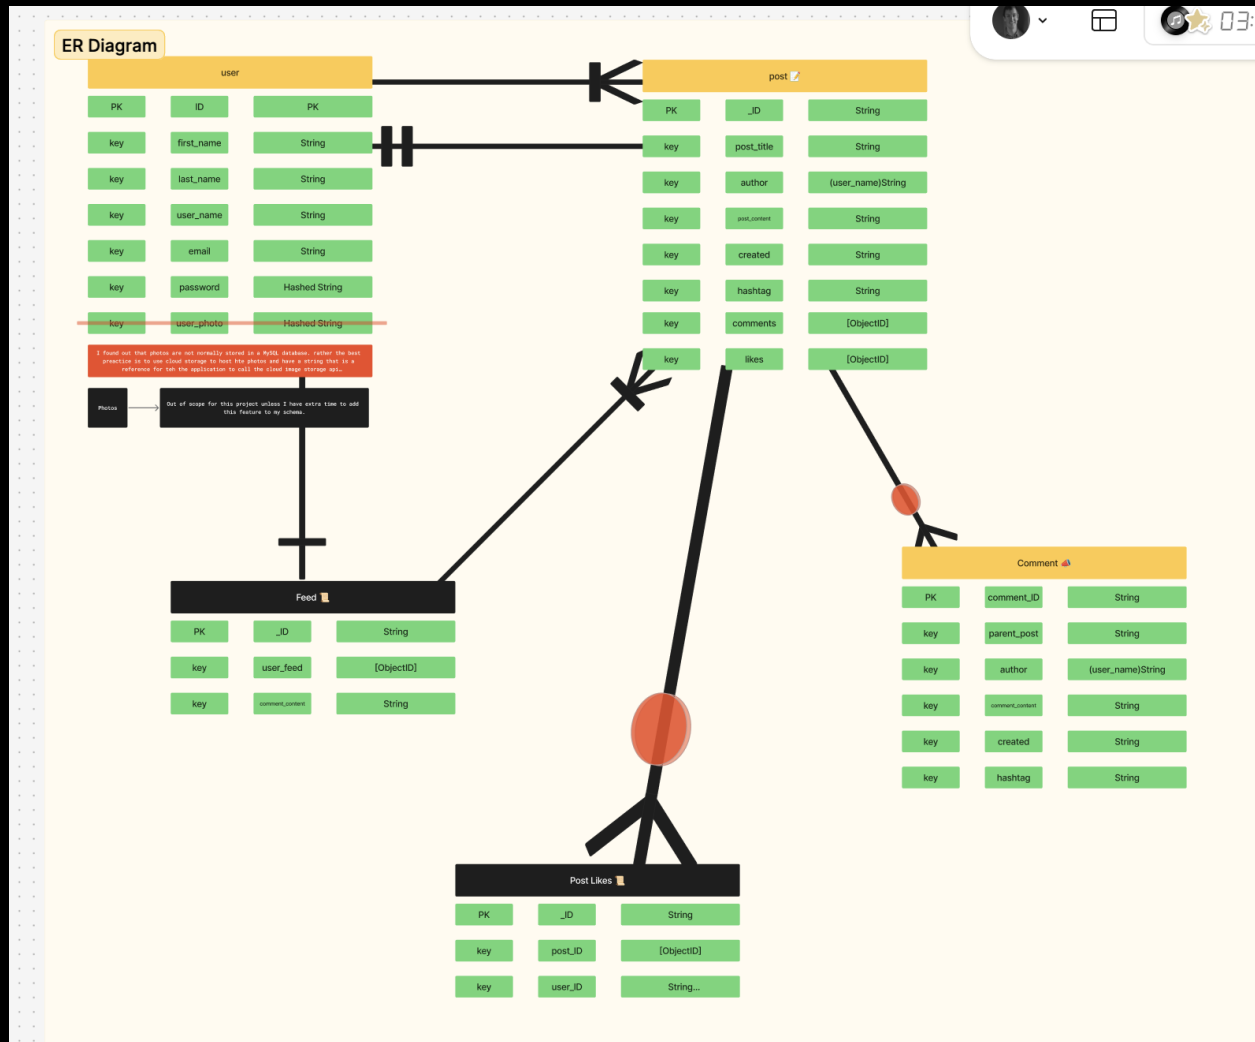 ER Diagram
03:
user
PK ID PK
key first_name String
key last_name String
key user_name String
key email String
key password Hashed String
key user_photo Hashed String
I found out that photos are not normally stored in a MySQL database. rather the best
preactice is to use cloud storage to host hte photos and have a string that is a
reference for teh the application to call the cloud image storage api…
Photos
Out of scope for this project unless I have extra time to add
this feature to my schema.
post 📝
PK _ID String
key post_title String
key author (user_name)String
key post_content String
key created String
key hashtag String
key comments [ObjectID]
key likes [ObjectID]
Feed 📜
PK _ID String
key user_feed [ObjectID]
key comment_content String
Comment 📣
PK comment_ID String
key parent_post String
key author (user_name)String
key comment_content String
key created String
key hashtag String
Post Likes 📜
PK _ID String
key post_ID [ObjectID]
key user_ID String...